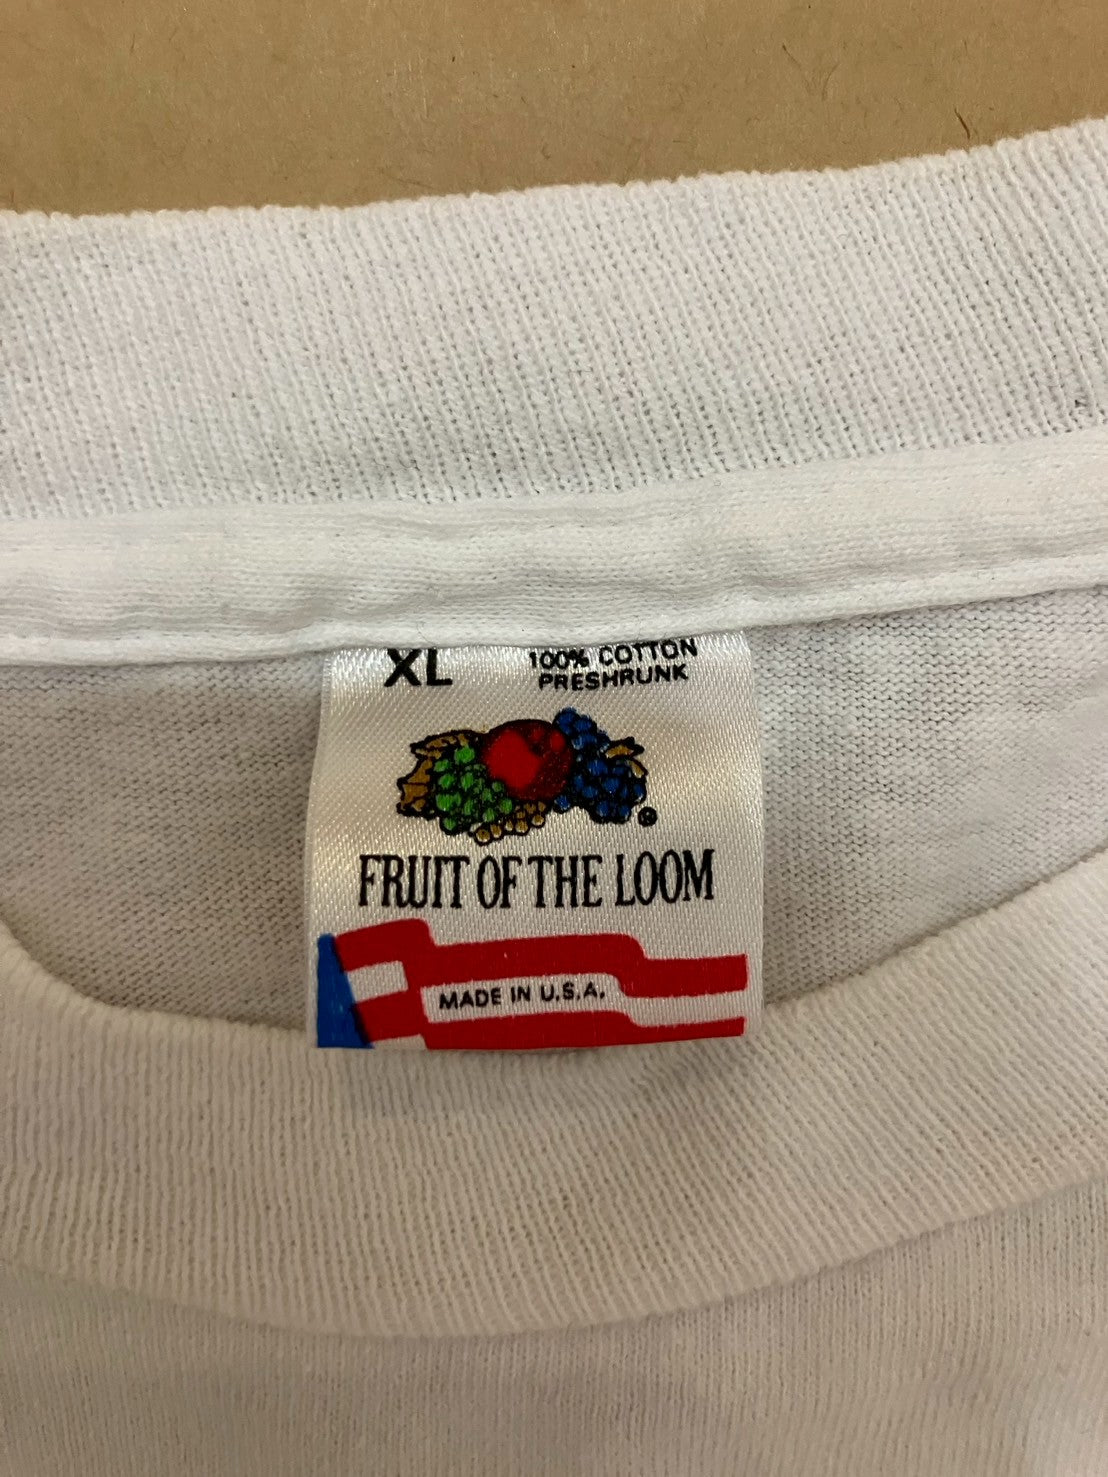 XL
100% COTTON
PRESHRUNK
®
FRUIT OF THE LOOM
MADE IN U.S.A.